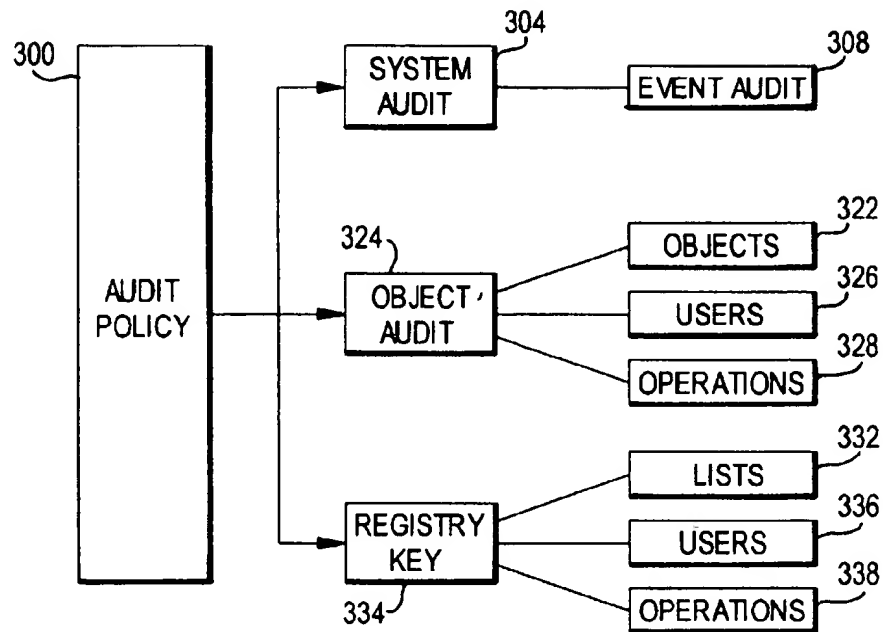 300
AUDIT
POLICY
304
SYSTEM
AUDIT
308
EVENT AUDIT
324
OBJECT
AUDIT
322
OBJECTS
326
USERS
328
OPERATIONS
REGISTRY
KEY
334
332
LISTS
336
USERS
338
OPERATIONS